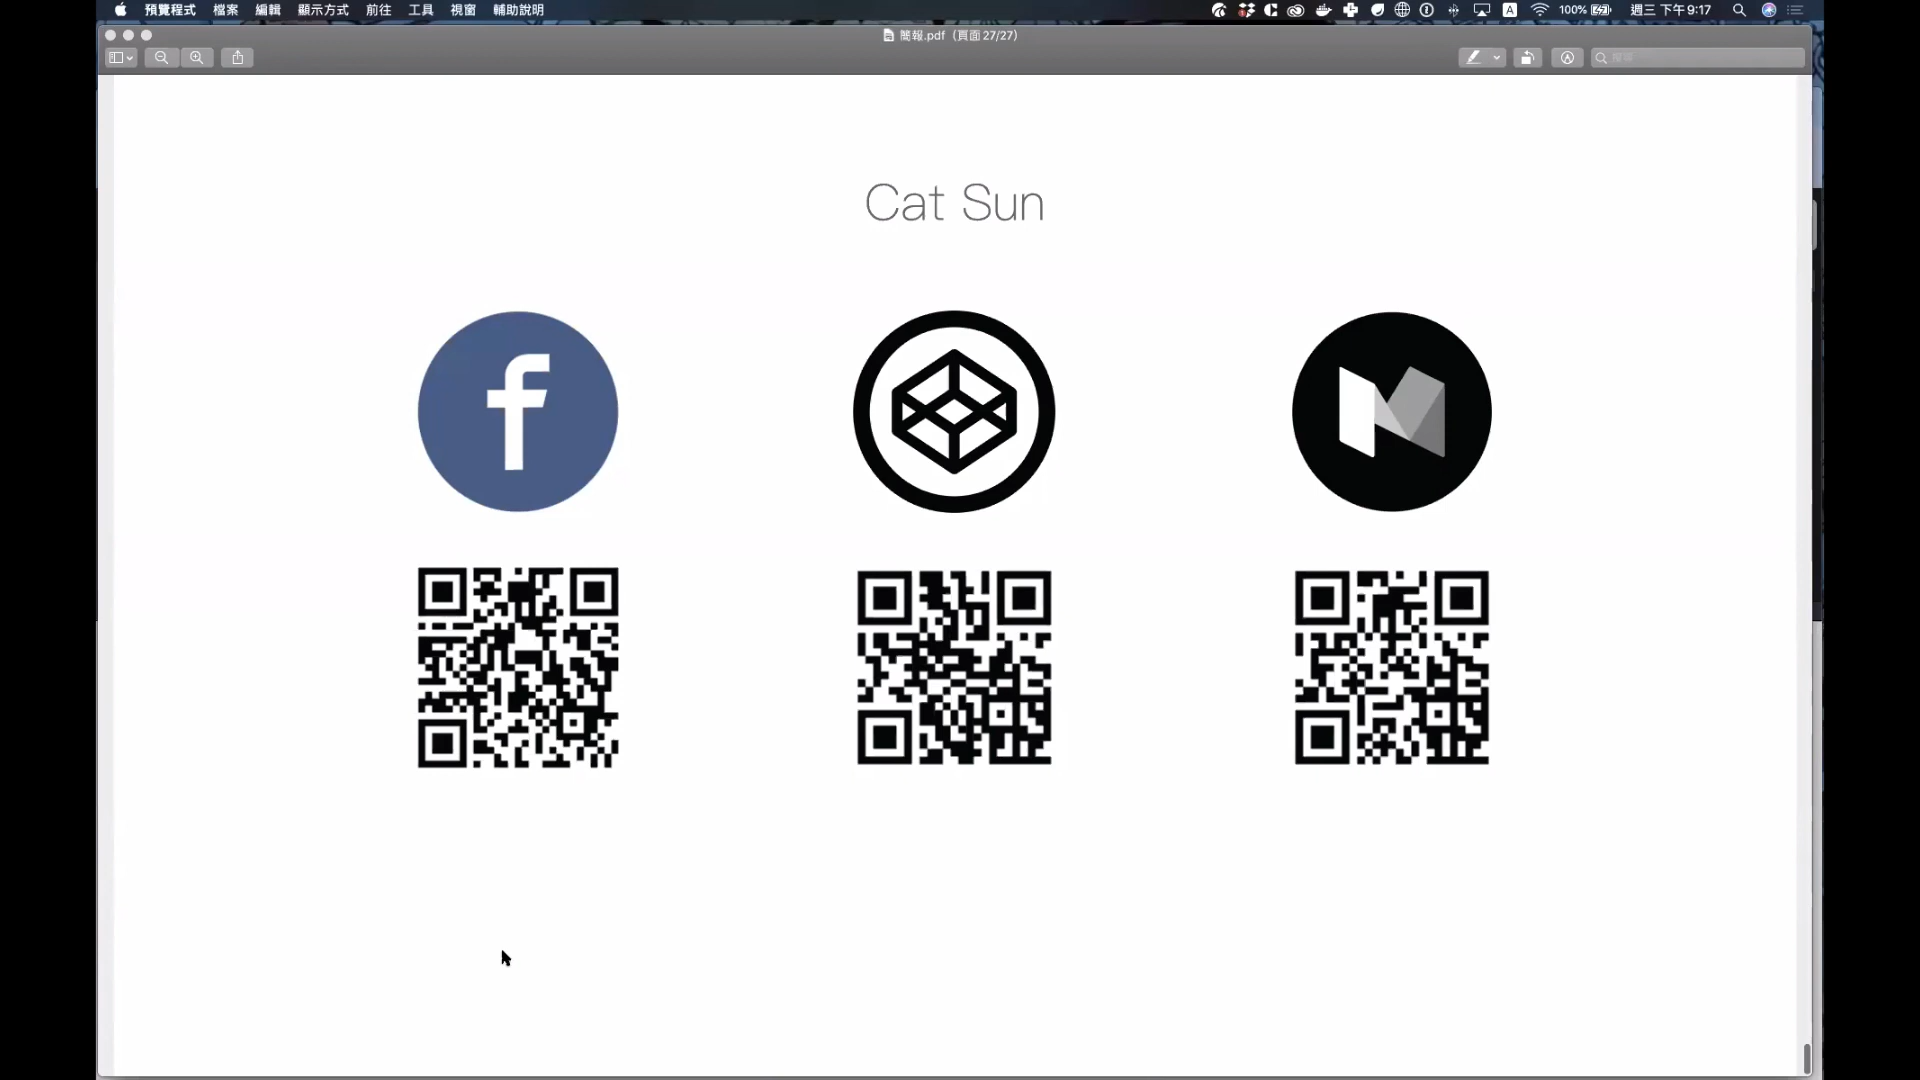 預覽程式 檔案 編輯 顯示方式 前往 工具 視窗 輔助說明 100% 週三 下午9:17
簡報.pdf（頁面 27/27）
搜尋
Cat Sun